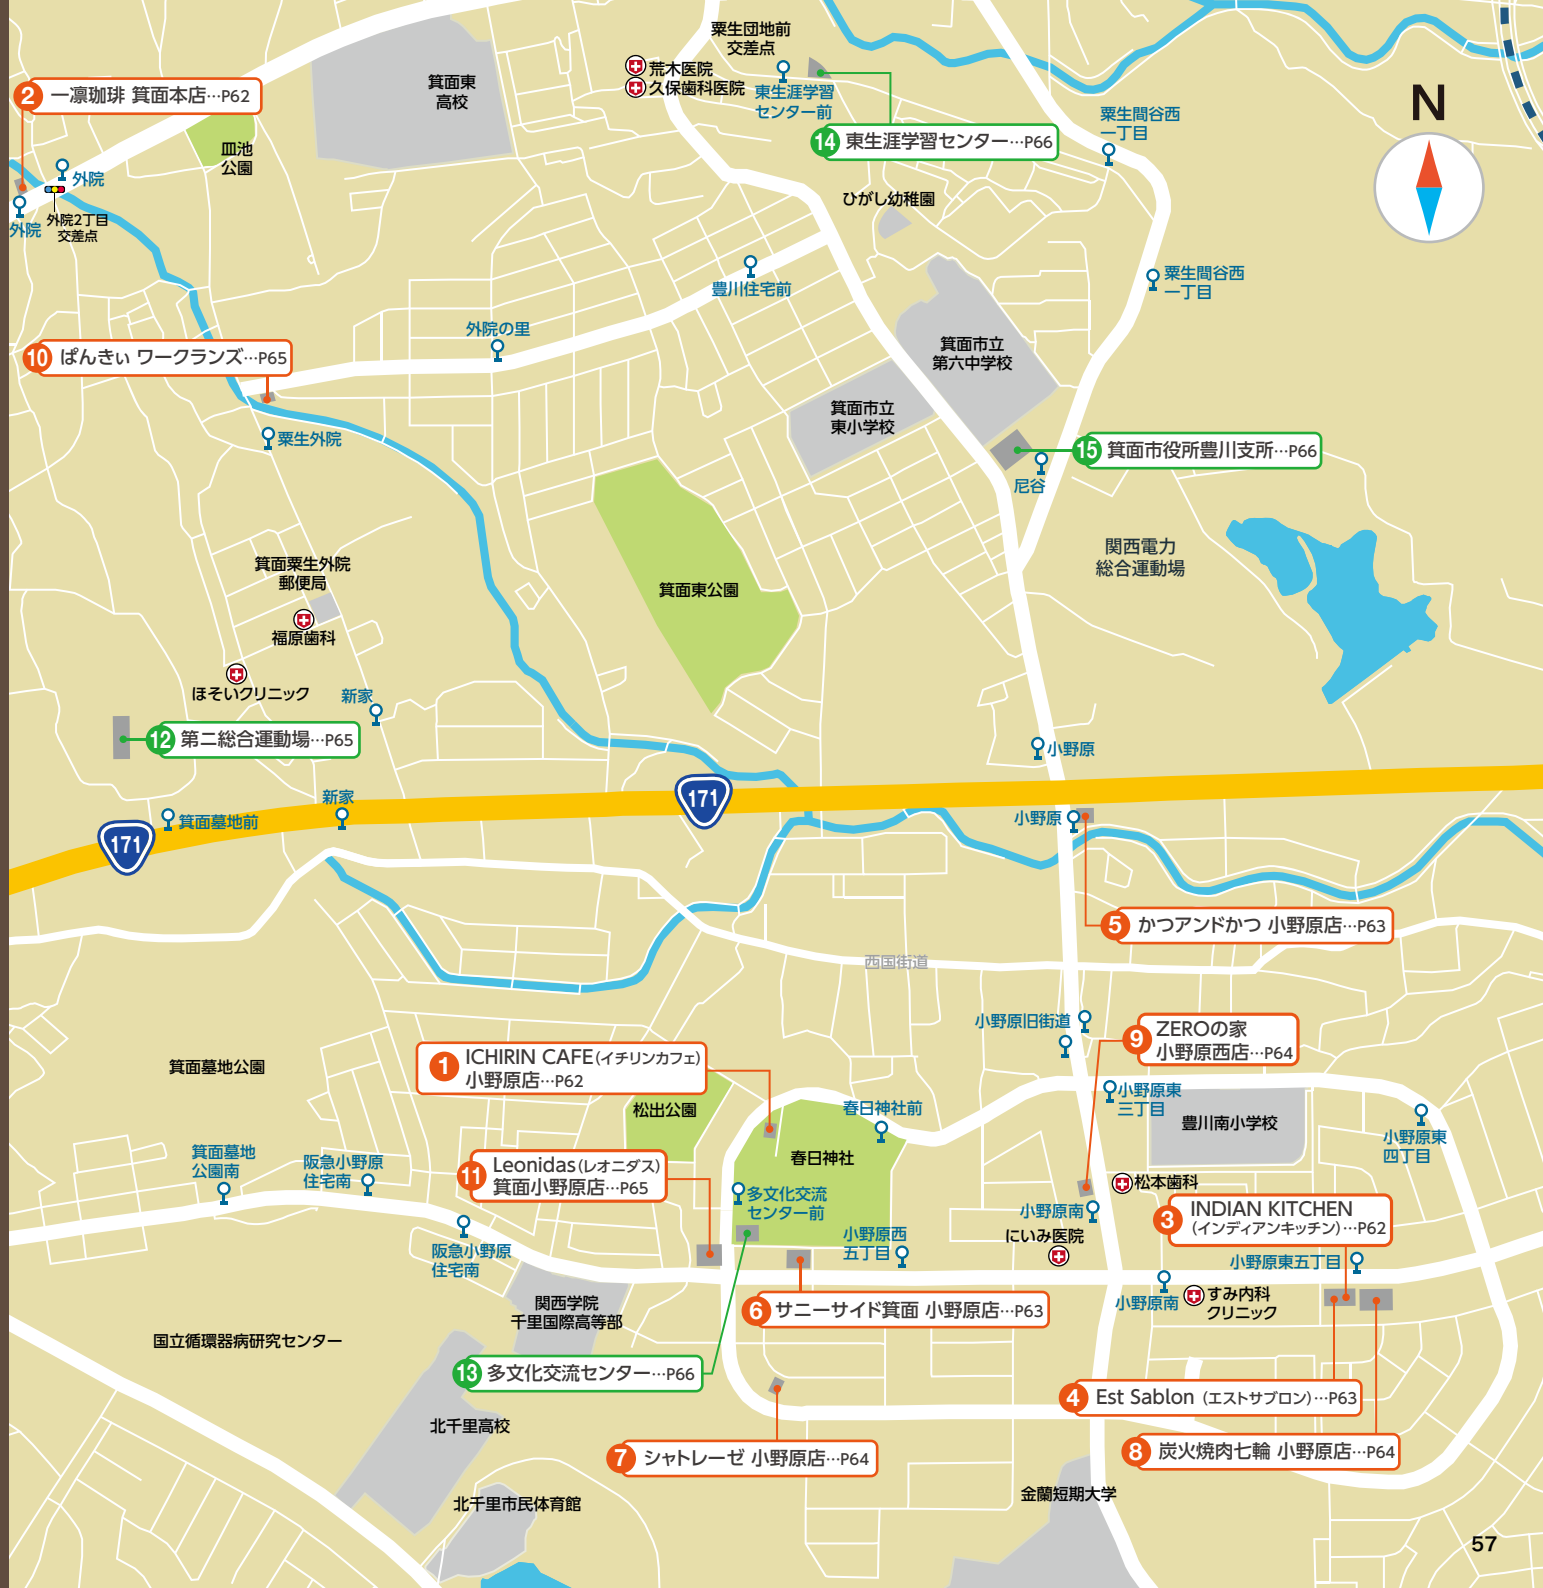 粟生団地前
交差点
荒木医院
久保歯科医院
東生涯学習
センター前
箕面東
高校
2 一凛珈琲 箕面本店…P62
14 東生涯学習センター…P66
粟生間谷西
一丁目
N
皿池
公園
外院
外院
外院2丁目
交差点
ひがし幼稚園
粟生間谷西
一丁目
豊川住宅前
外院の里
箕面市立
第六中学校
10 ぱんきぃ ワークランズ…P65
箕面市立
東小学校
粟生外院
15 箕面市役所豊川支所…P66
尼谷
関西電力
総合運動場
箕面粟生外院
郵便局
箕面東公園
福原歯科
ほそいクリニック
新家
12 第二総合運動場…P65
小野原
171
新家
箕面墓地前
171
小野原
5 かつアンドかつ 小野原店…P63
西国街道
小野原旧街道
9 ZEROの家
小野原西店…P64
1 ICHIRIN CAFE(イチリンカフェ)
小野原店…P62
箕面墓地公園
松出公園
春日神社前
小野原東
三丁目
豊川南小学校
小野原東
四丁目
箕面墓地
公園南
阪急小野原
住宅南
11 Leonidas(レオニダス)
箕面小野原店…P65
春日神社
多文化交流
センター前
松本歯科
小野原南
3 INDIAN KITCHEN
(インディアンキッチン)…P62
にいみ医院
小野原西
五丁目
阪急小野原
住宅南
小野原東五丁目
小野原南
すみ内科
クリニック
関西学院
千里国際高等部
6 サニーサイド箕面 小野原店…P63
国立循環器病研究センター
13 多文化交流センター…P66
4 Est Sablon (エストサブロン)…P63
北千里高校
7 シャトレーゼ 小野原店…P64
8 炭火焼肉七輪 小野原店…P64
北千里市民体育館
金蘭短期大学
57